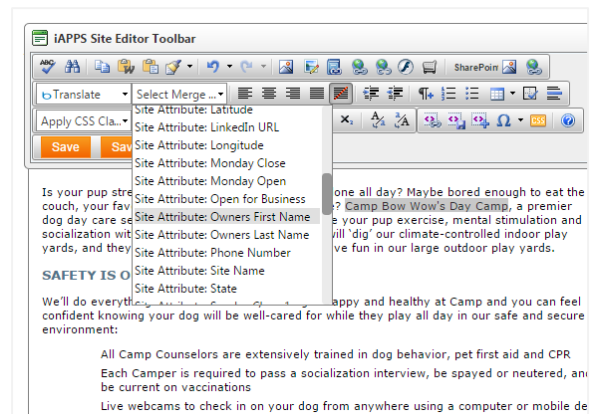 iAPPS Site Editor Toolbar
SharePoin
Translate Select Merge ...
Site Attribute: Latitude
Apply CSS Cla...
Site Attribute: LinkedIn URL
Site Attribute: Longitude
Save Sav
Site Attribute: Monday Close
Site Attribute: Monday Open
Site Attribute: Open for Business
Site Attribute: Owners First Name
Site Attribute: Owners Last Name
Site Attribute: Phone Number
Site Attribute: Site Name
Site Attribute: State
Is your pup stre one all day? Maybe bored enough to eat the
couch, your fav ? Camp Bow Wow's Day Camp, a premier
dog day care se e your pup exercise, mental stimulation and
socialization wit will 'dig' our climate-controlled indoor play
yards, and they ve fun in our large outdoor play yards.
SAFETY IS O
We'll do everyth appy and healthy at Camp and you can feel
confident knowing your dog will be well-cared for while they play all day in our safe and secure
environment:
All Camp Counselors are extensively trained in dog behavior, pet first aid and CPR
Each Camper is required to pass a socialization interview, be spayed or neutered, and
be current on vaccinations
Live webcams to check in on your dog from anywhere using a computer or mobile de